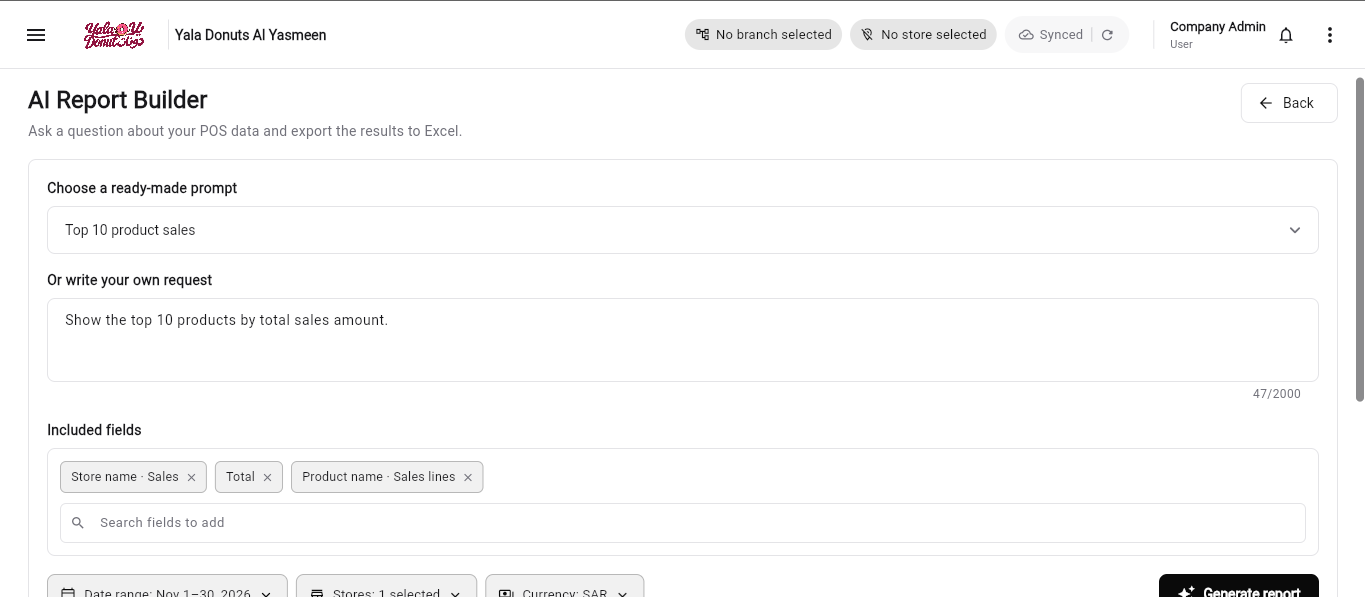 Yala Donuts Al Yasmeen
No branch selected
No store selected
Synced
Company Admin
User
AI Report Builder
Ask a question about your POS data and export the results to Excel.
Back
Choose a ready-made prompt
Top 10 product sales
Or write your own request
Show the top 10 products by total sales amount.
47/2000
Included fields
Store name · Sales
Total
Product name · Sales lines
Search fields to add
Date range: Nov 1–30, 2026
Stores: 1 selected
Currency: SAR
Generate report